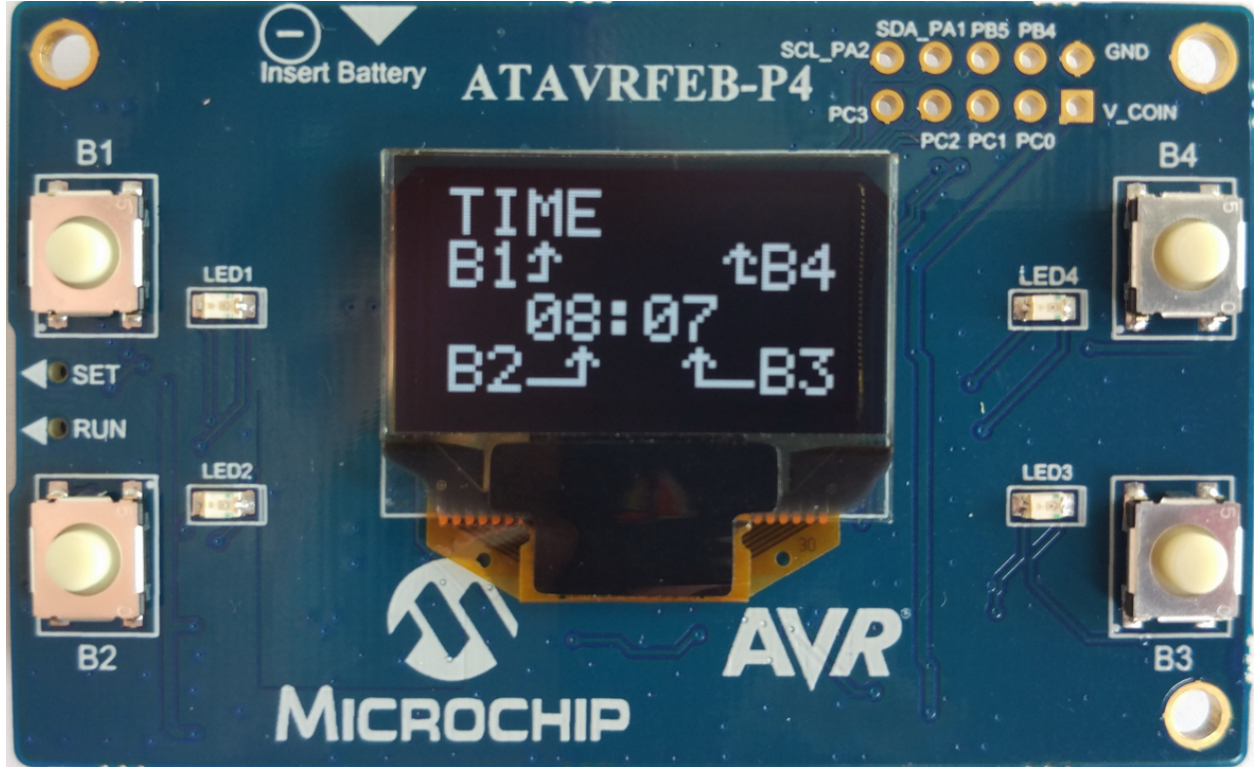 Insert Battery
ATAVRFEB-P4
SDA_PA1 PB5 PB4
SCL_PA2 GND
PC3 V_COIN
PC2 PC1 PC0
B1
B4
TIME
B1 B4
08:07
B2 B3
LED1
LED4
SET
RUN
LED2
LED3
30
B2
B3
AVR®
MICROCHIP